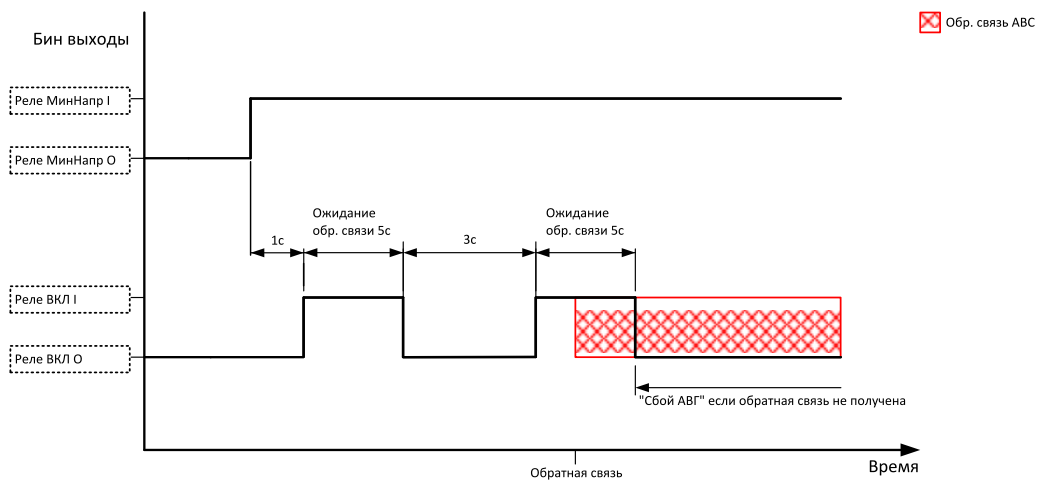 Бин выходы
Обр. связь АВС
Реле МинНапр I
Реле МинНапр O
Ожидание
обр. связи 5с
Ожидание
обр. связи 5с
1с
3с
Реле ВКЛ I
Реле ВКЛ O
"Сбой АВГ" если обратная связь не получена
Время
Обратная связь